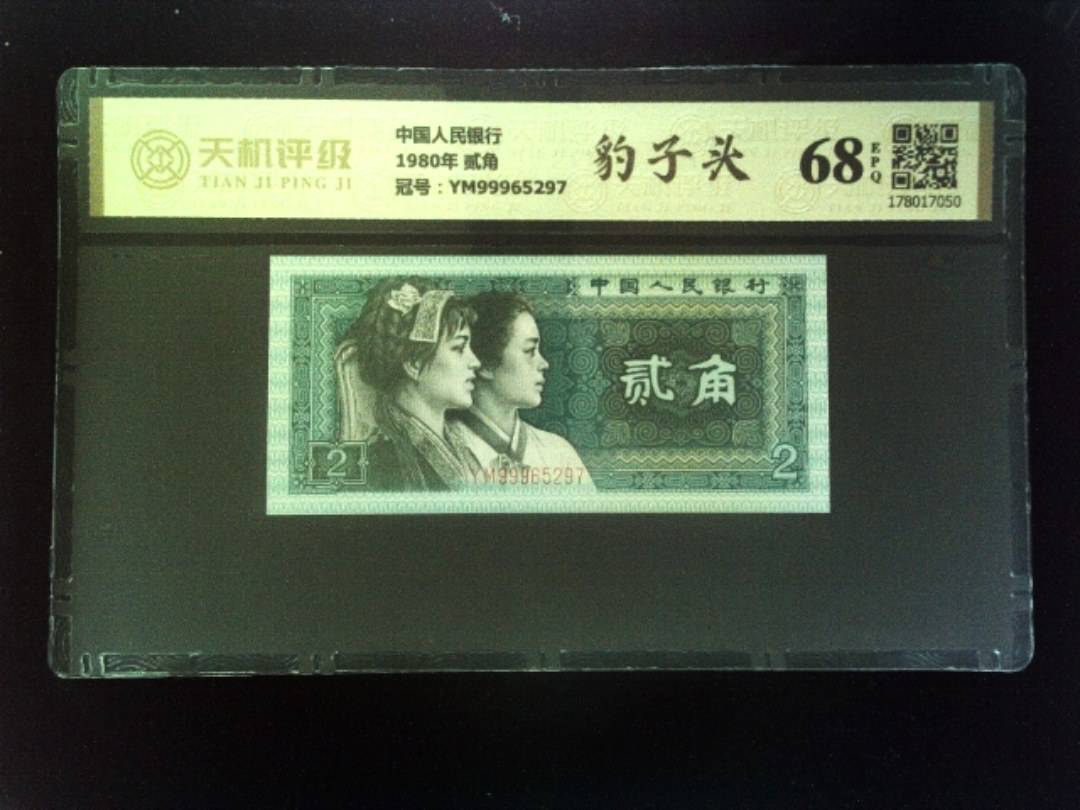 天机评级
TIAN JI PING JI
中国人民银行
1980年 贰角
冠号：YM99965297
豹子头
68
EPQ
178017050
中国人民银行
贰角
2
YM99965297
2